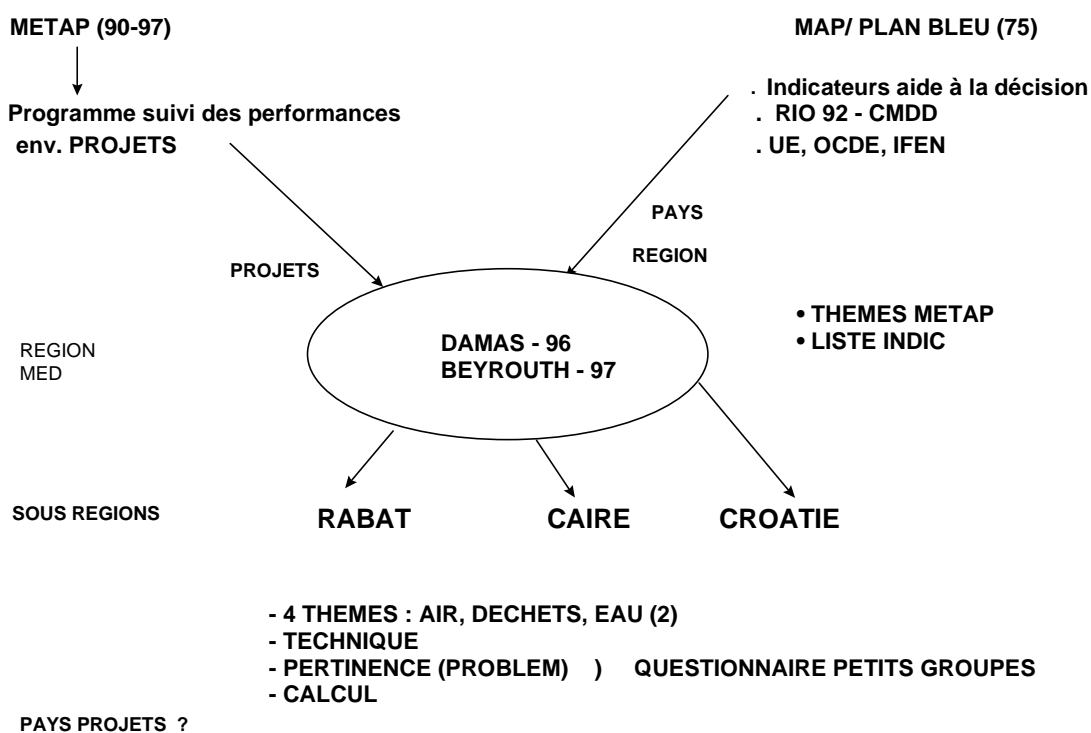 METAP (90-97)
MAP/ PLAN BLEU (75)
Programme suivi des performances
env. PROJETS
. Indicateurs aide à la décision
. RIO 92 - CMDD
. UE, OCDE, IFEN
PAYS
REGION
PROJETS
DAMAS - 96
BEYROUTH - 97
• THEMES METAP
• LISTE INDIC
REGION
MED
SOUS REGIONS
RABAT
CAIRE
CROATIE
- 4 THEMES : AIR, DECHETS, EAU (2)
- TECHNIQUE
- PERTINENCE (PROBLEM) ) QUESTIONNAIRE PETITS GROUPES
- CALCUL
PAYS PROJETS ?